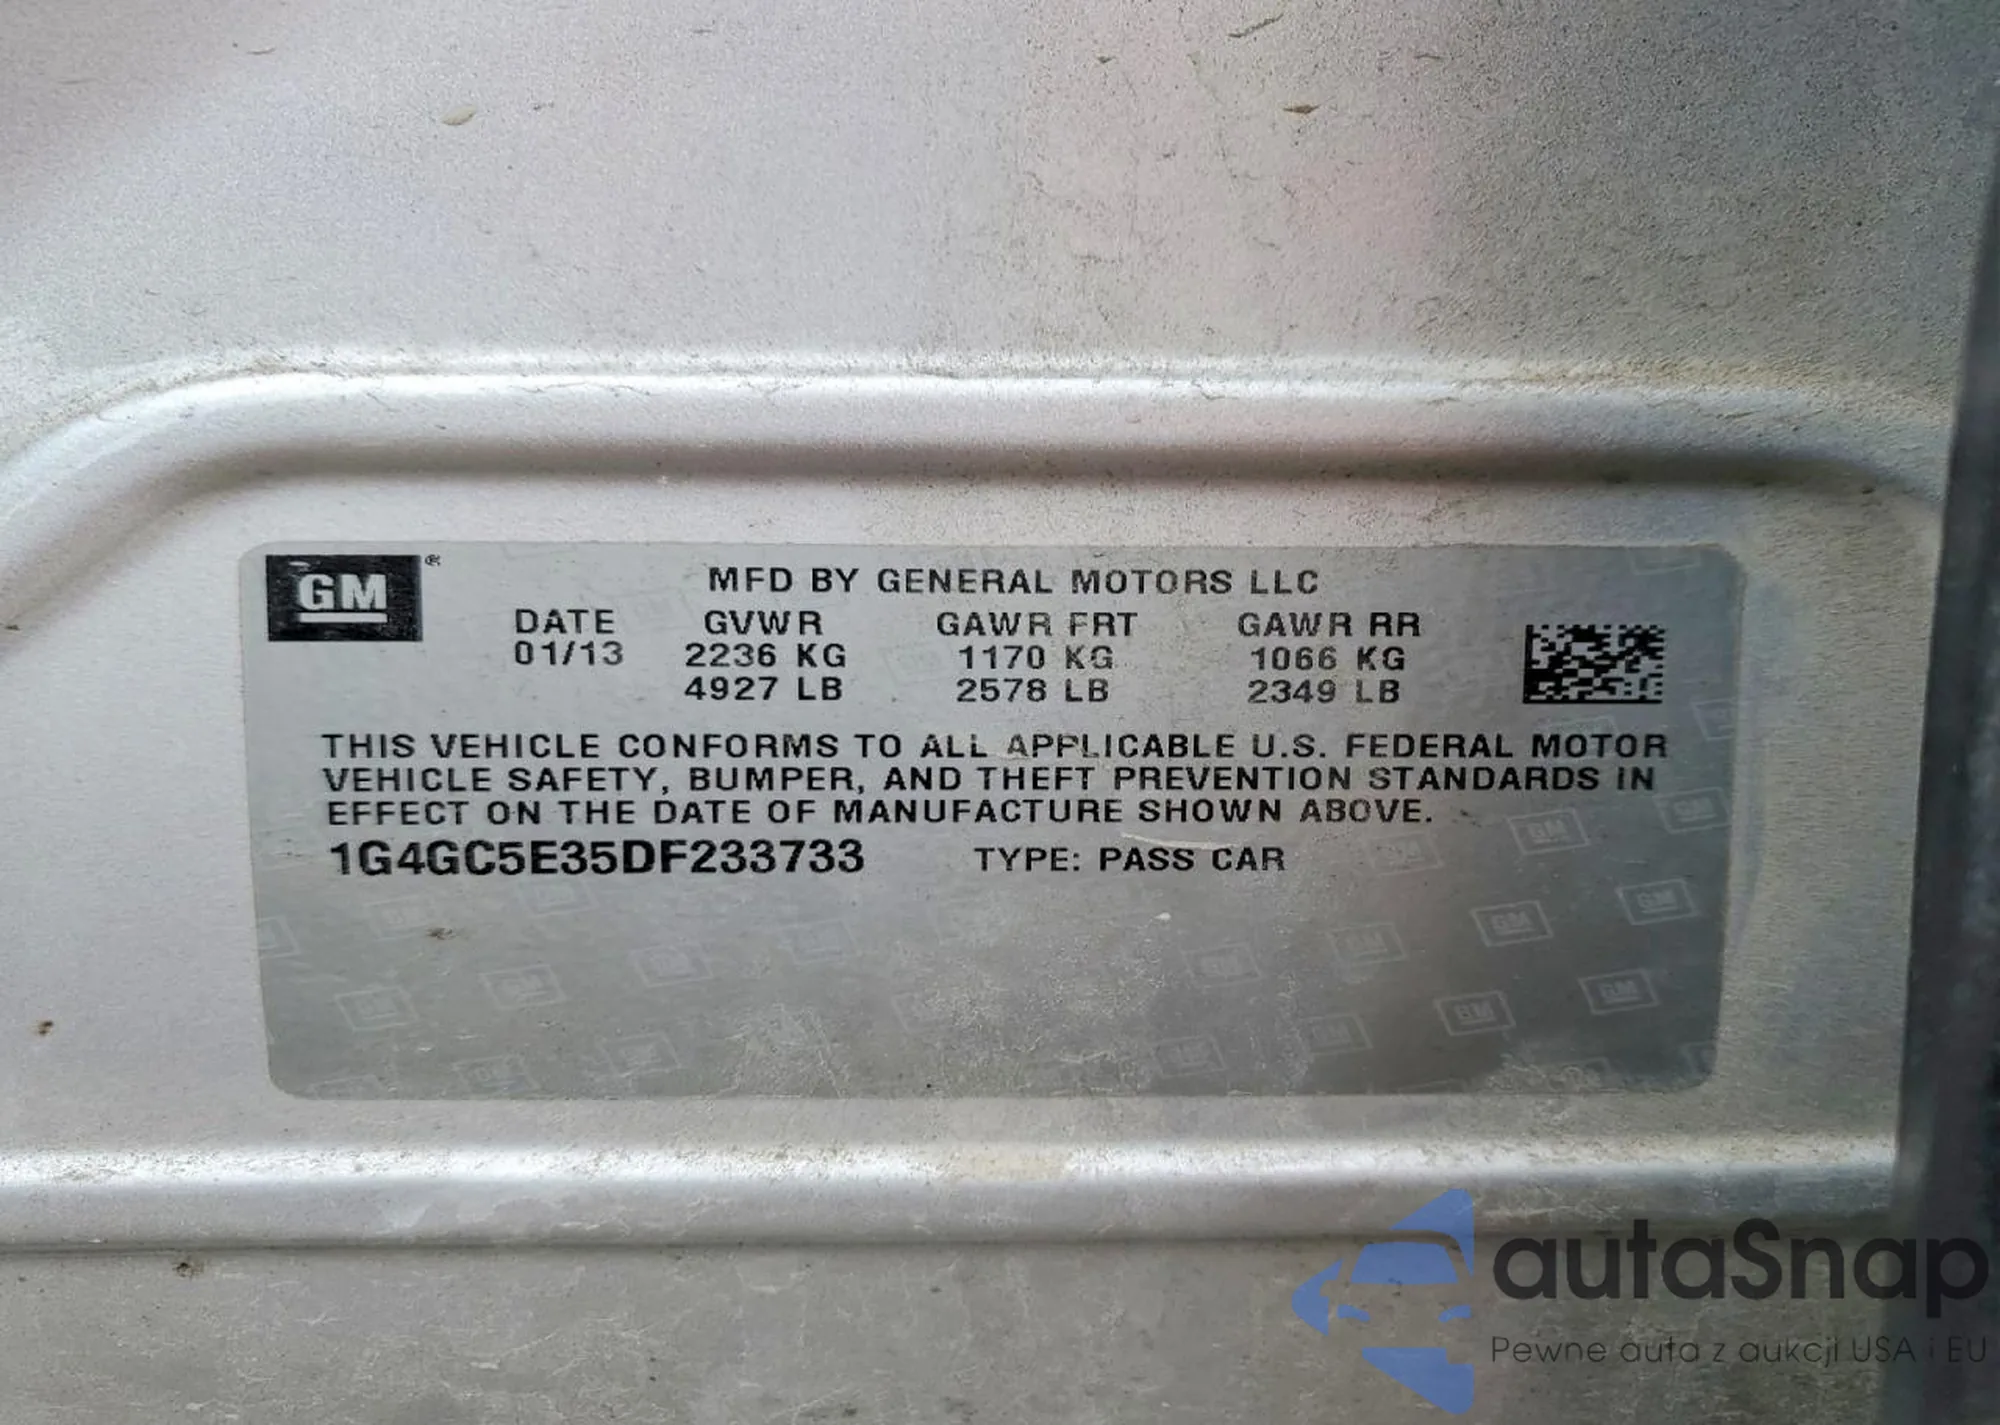 GM®
MFD BY GENERAL MOTORS LLC
DATE GVWR GAWR FRT GAWR RR
01/13 2236 KG 1170 KG 1066 KG
4927 LB 2578 LB 2349 LB
THIS VEHICLE CONFORMS TO ALL APPLICABLE U.S. FEDERAL MOTOR
VEHICLE SAFETY, BUMPER, AND THEFT PREVENTION STANDARDS IN
EFFECT ON THE DATE OF MANUFACTURE SHOWN ABOVE.
1G4GC5E35DF233733 TYPE: PASS CAR
autaSnap
Pewne auta z aukcji USA i EU